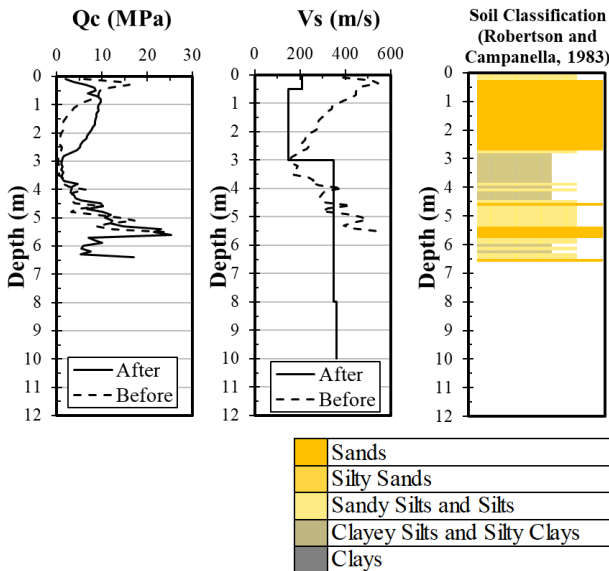 Qc (MPa)
0 10 20 30
Depth (m)
0
1
2
3
4
5
6
7
8
9
10
11
12
After
Before
Vs (m/s)
0 200 400 600
Depth (m)
0
1
2
3
4
5
6
7
8
9
10
11
12
After
Before
Soil Classification
(Robertson and
Campanella, 1983)
Depth (m)
0
1
2
3
4
5
6
7
8
9
10
11
12
Sands
Silty Sands
Sandy Silts and Silts
Clayey Silts and Silty Clays
Clays